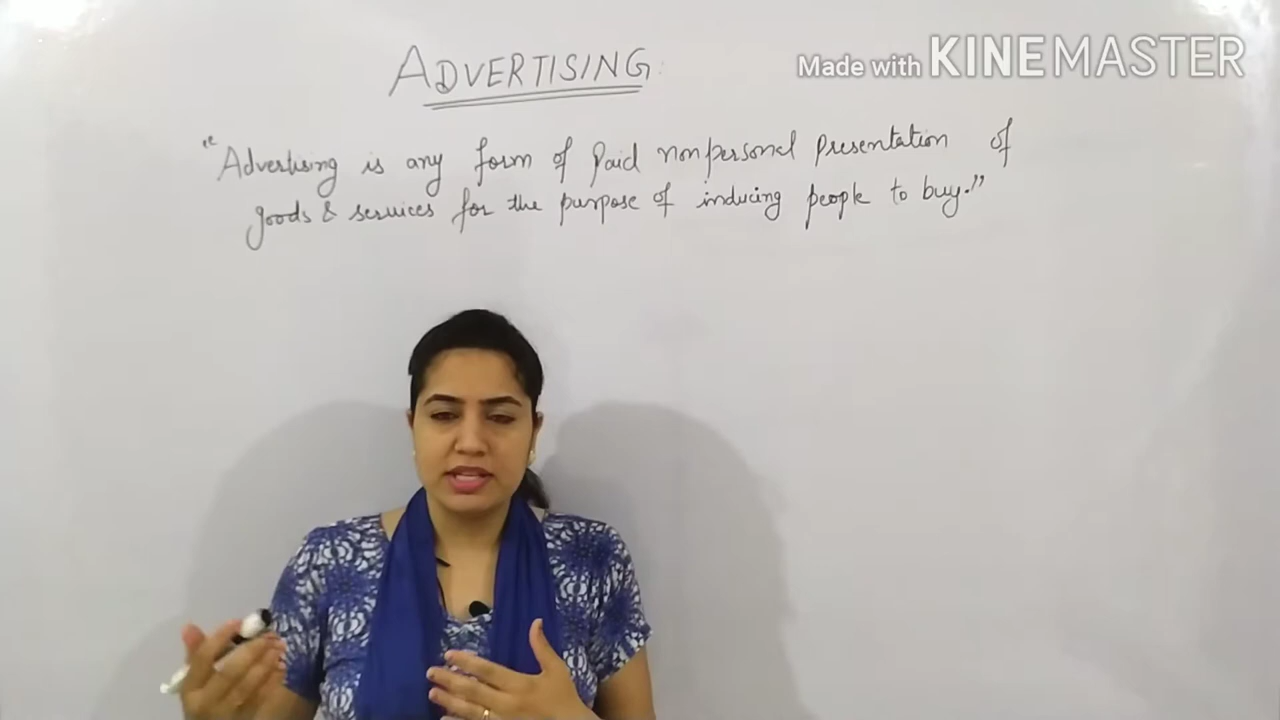 ADVERTISING:
Made with KINEMASTER
"Advertising is any form of Paid nonpersonal Presentation of
goods & services for the purpose of inducing people to buy."